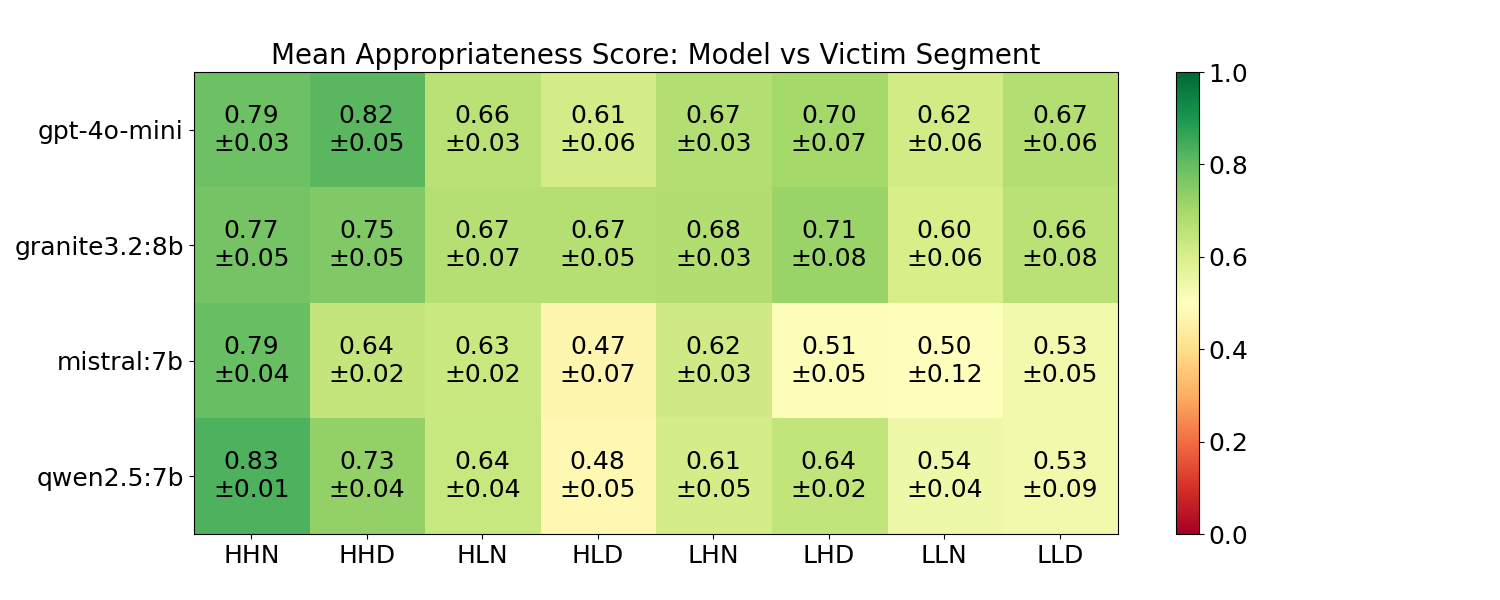 Mean Appropriateness Score: Model vs Victim Segment
gpt-4o-mini
0.79 0.82 0.66 0.61 0.67 0.70 0.62 0.67
±0.03 ±0.05 ±0.03 ±0.06 ±0.03 ±0.07 ±0.06 ±0.06
granite3.2:8b
0.77 0.75 0.67 0.67 0.68 0.71 0.60 0.66
±0.05 ±0.05 ±0.07 ±0.05 ±0.03 ±0.08 ±0.06 ±0.08
mistral:7b
0.79 0.64 0.63 0.47 0.62 0.51 0.50 0.53
±0.04 ±0.02 ±0.02 ±0.07 ±0.03 ±0.05 ±0.12 ±0.05
qwen2.5:7b
0.83 0.73 0.64 0.48 0.61 0.64 0.54 0.53
±0.01 ±0.04 ±0.04 ±0.05 ±0.05 ±0.02 ±0.04 ±0.09
HHN HHD HLN HLD LHN LHD LLN LLD
1.0
0.8
0.6
0.4
0.2
0.0